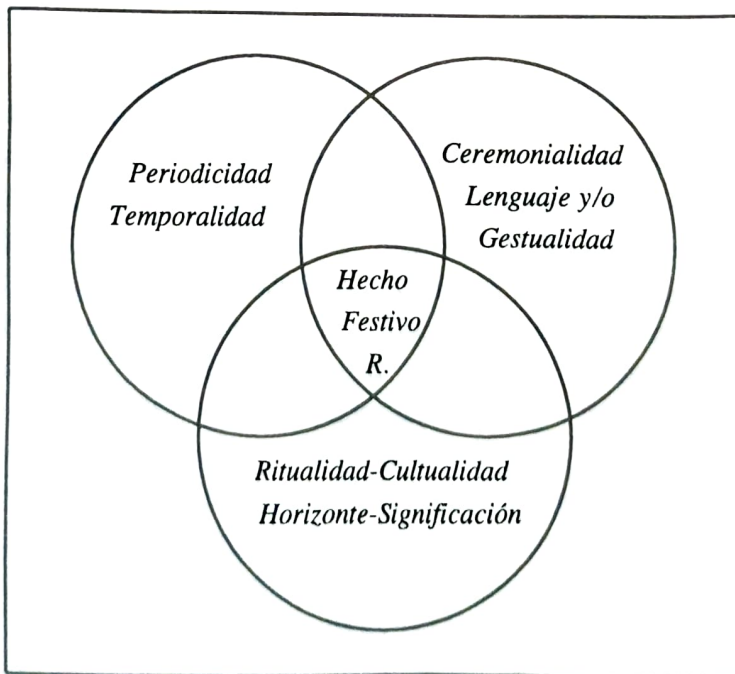 Periodicidad
Temporalidad
Ceremonialidad
Lenguaje y/o
Gestualidad
Hecho
Festivo
R.
Ritualidad-Cultualidad
Horizonte-Significación